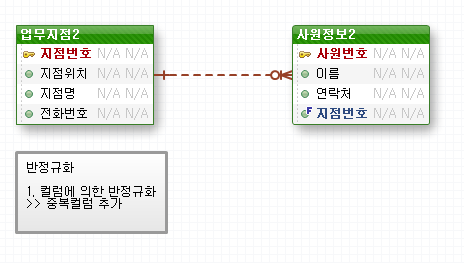 업무지점2
지점번호 N/A N/A
지점위치 N/A N/A
지점명 N/A N/A
전화번호 N/A N/A
사원정보2
사원번호 N/A N/A
이름 N/A N/A
연락처 N/A N/A
F 지점번호 N/A N/A
반정규화
1. 컬럼에 의한 반정규화
>> 중복컬럼 추가